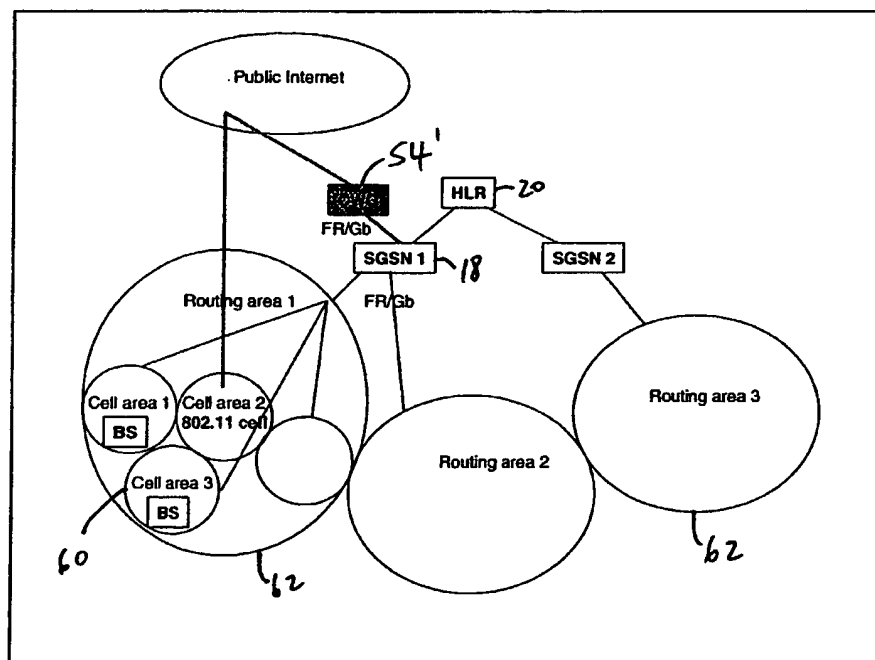 Public Internet
54'
HLR
20
FR/Gb
SGSN 1
18
SGSN 2
Routing area 1
FR/Gb
Routing area 3
Cell area 1
BS
Cell area 2
802.11 cell
Routing area 2
Cell area 3
BS
60
62
62